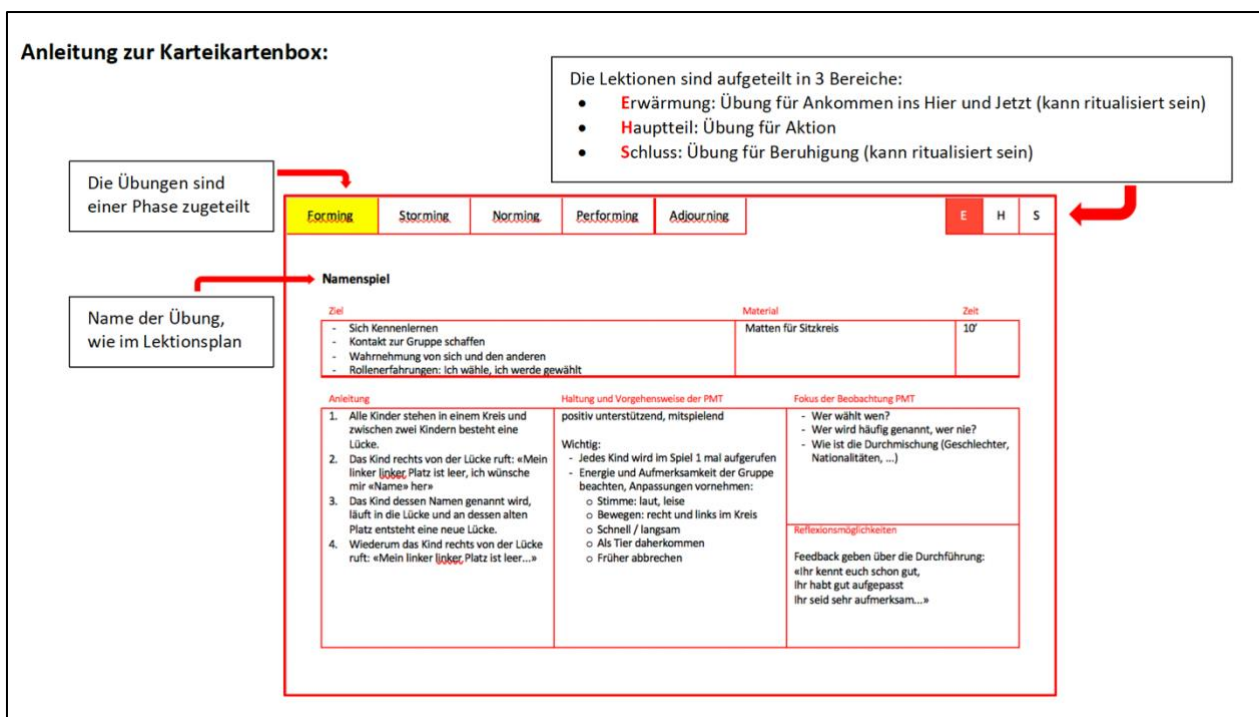 Anleitung zur Karteikartenbox:
Die Lektionen sind aufgeteilt in 3 Bereiche:
• Erwärmung: Übung für Ankommen ins Hier und Jetzt (kann ritualisiert sein)
• Hauptteil: Übung für Aktion
• Schluss: Übung für Beruhigung (kann ritualisiert sein)
Die Übungen sind
einer Phase zugeteilt
Forming Storming Norming Performing Adjourning E H S
Name der Übung,
wie im Lektionsplan
Namenspiel
Ziel
- Sich Kennenlernen
- Kontakt zur Gruppe schaffen
- Wahrnehmung von sich und den anderen
- Rollenerfahrungen: Ich wähle, ich werde gewählt
Material
Matten für Sitzkreis
Zeit
10'
Anleitung
1. Alle Kinder stehen in einem Kreis und
zwischen zwei Kindern besteht eine
Lücke.
2. Das Kind rechts von der Lücke ruft: «Mein
linker linker Platz ist leer, ich wünsche
mir «Name» her»
3. Das Kind dessen Namen genannt wird,
läuft in die Lücke und an dessen alten
Platz entsteht eine neue Lücke.
4. Wiederum das Kind rechts von der Lücke
ruft: «Mein linker linker Platz ist leer...»
Haltung und Vorgehensweise der PMT
positiv unterstützend, mitspielend
Wichtig:
- Jedes Kind wird im Spiel 1 mal aufgerufen
- Energie und Aufmerksamkeit der Gruppe
beachten, Anpassungen vornehmen:
o Stimme: laut, leise
o Bewegen: recht und links im Kreis
o Schnell / langsam
o Als Tier daherkommen
o Früher abbrechen
Fokus der Beobachtung PMT
- Wer wählt wen?
- Wer wird häufig genannt, wer nie?
- Wie ist die Durchmischung (Geschlechter,
Nationalitäten, ...)
Reflexionsmöglichkeiten
Feedback geben über die Durchführung:
«Ihr kennt euch schon gut,
Ihr habt gut aufgepasst
Ihr seid sehr aufmerksam...»